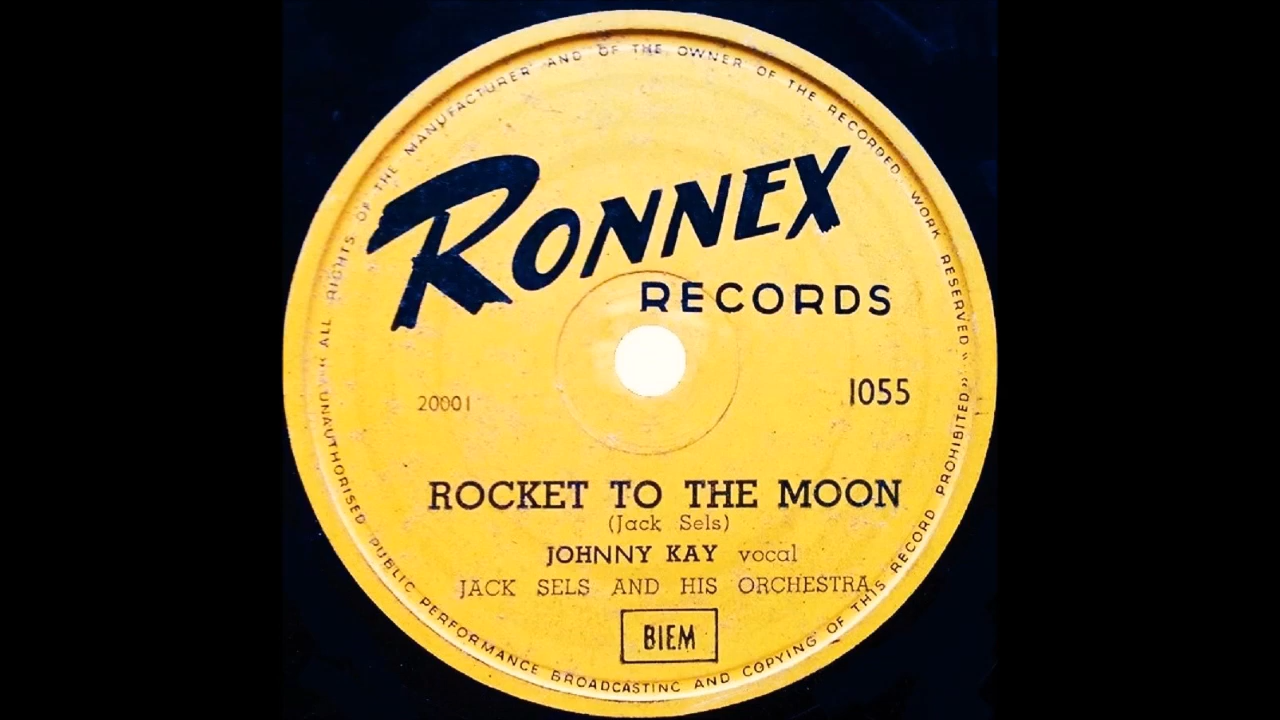 « ALL RIGHTS OF THE MANUFACTURER AND OF THE OWNER OF THE RECORDED WORK RESERVED «
RONNEX
RECORDS
20001
1055
ROCKET TO THE MOON
(Jack Sels)
JOHNNY KAY vocal
JACK SELS AND HIS ORCHESTRA
BIEM
UNAUTHORISED PUBLIC PERFORMANCE BROADCASTING AND COPYING OF THIS RECORD PROHIBITED »